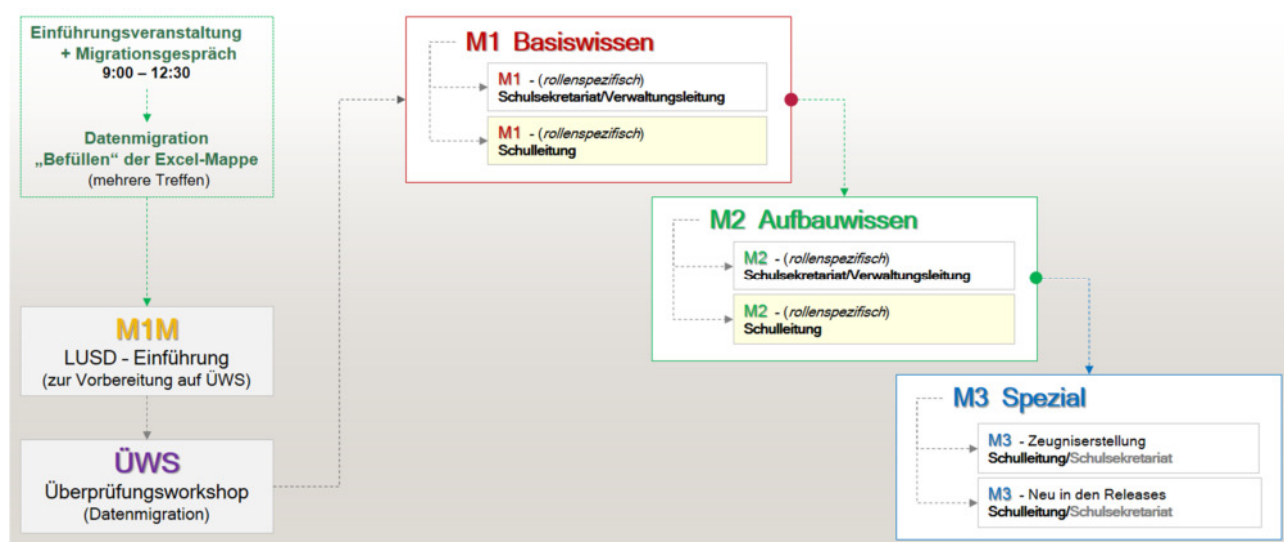 Einführungsveranstaltung
+ Migrationsgespräch
9:00 – 12:30
Datenmigration
„Befüllen“ der Excel-Mappe
(mehrere Treffen)
M1M
LUSD - Einführung
(zur Vorbereitung auf ÜWS)
ÜWS
Überprüfungsworkshop
(Datenmigration)
M1 Basiswissen
M1 - (rollenspezifisch)
Schulsekretariat/Verwaltungsleitung
M1 - (rollenspezifisch)
Schulleitung
M2 Aufbauwissen
M2 - (rollenspezifisch)
Schulsekretariat/Verwaltungsleitung
M2 - (rollenspezifisch)
Schulleitung
M3 Spezial
M3 - Zeugniserstellung
Schulleitung/Schulsekretariat
M3 - Neu in den Releases
Schulleitung/Schulsekretariat